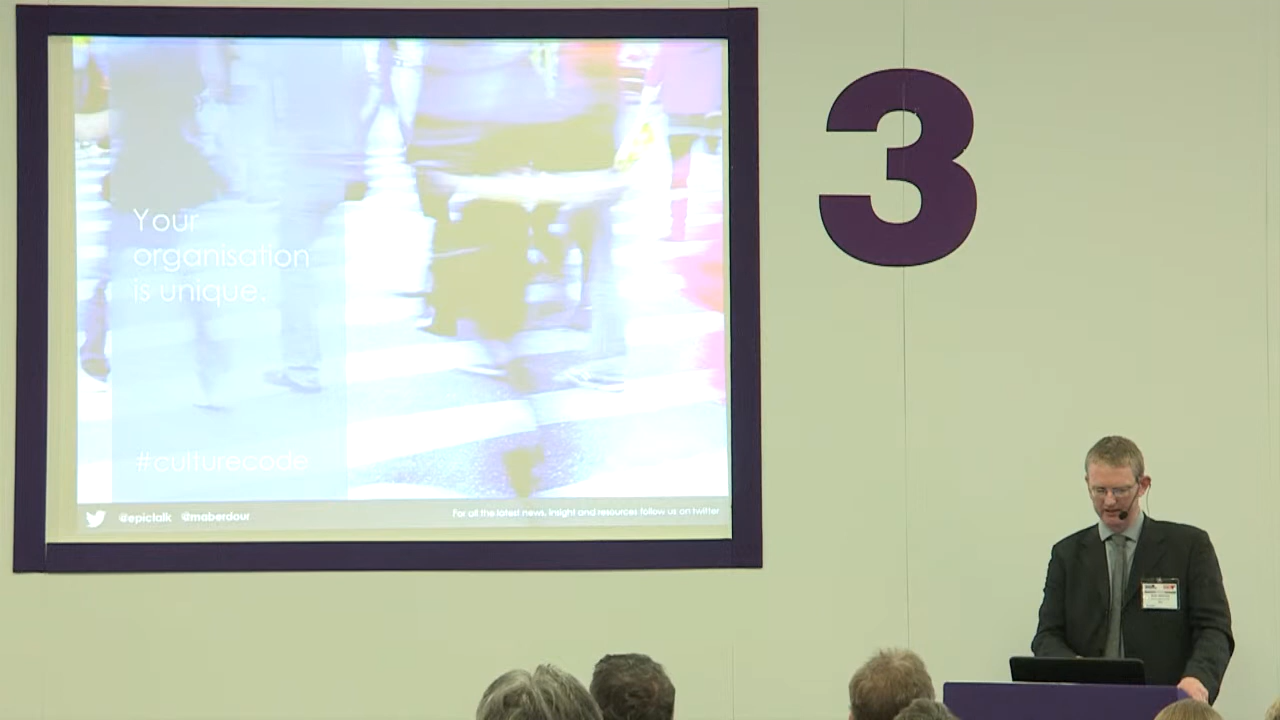 Your
organisation
is unique.
#culturecode
@epictalk @maberdour
For all the latest news, insight and resources follow us on twitter
3